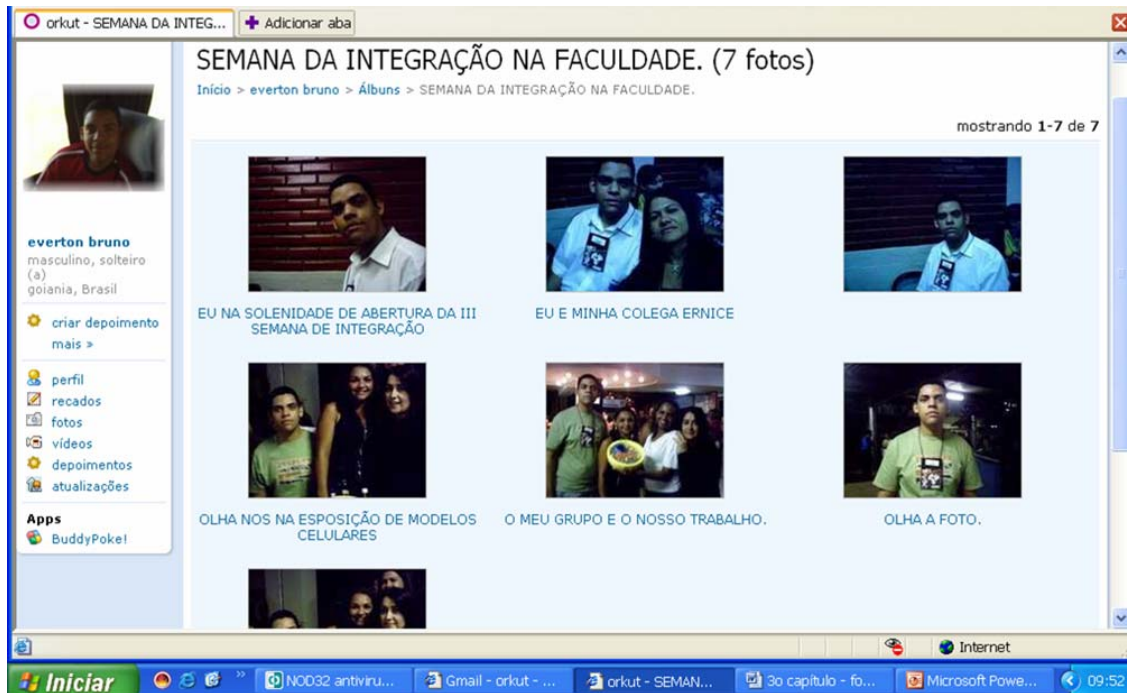 orkut - SEMANA DA INTEG...
Adicionar aba
SEMANA DA INTEGRAÇÃO NA FACULDADE. (7 fotos)
Início > everton bruno > Álbuns > SEMANA DA INTEGRAÇÃO NA FACULDADE.
mostrando 1-7 de 7
everton bruno
masculino, solteiro
(a)
goiania, Brasil
criar depoimento
mais »
perfil
recados
fotos
vídeos
depoimentos
atualizações
Apps
BuddyPoke!
EU NA SOLENIDADE DE ABERTURA DA III
SEMANA DE INTEGRAÇÃO
EU E MINHA COLEGA ERNICE
OLHA NOS NA ESPOSIÇÃO DE MODELOS
CELULARES
O MEU GRUPO E O NOSSO TRABALHO.
OLHA A FOTO.
Internet
Iniciar
NOD32 antiviru...
Gmail - orkut - ...
orkut - SEMAN...
3o capítulo - fo...
Microsoft Powe...
09:52